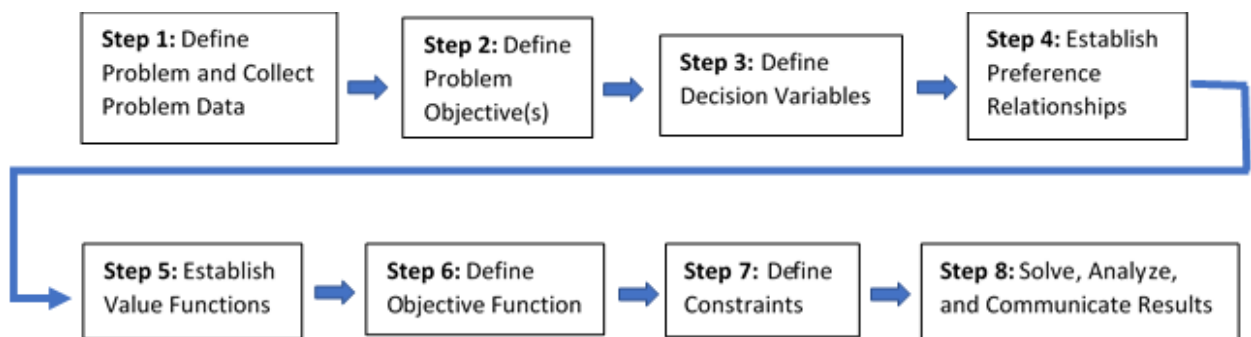 Step 1: Define
Problem and Collect
Problem Data
Step 2: Define
Problem
Objective(s)
Step 3: Define
Decision Variables
Step 4: Establish
Preference
Relationships
Step 5: Establish
Value Functions
Step 6: Define
Objective Function
Step 7: Define
Constraints
Step 8: Solve, Analyze,
and Communicate Results